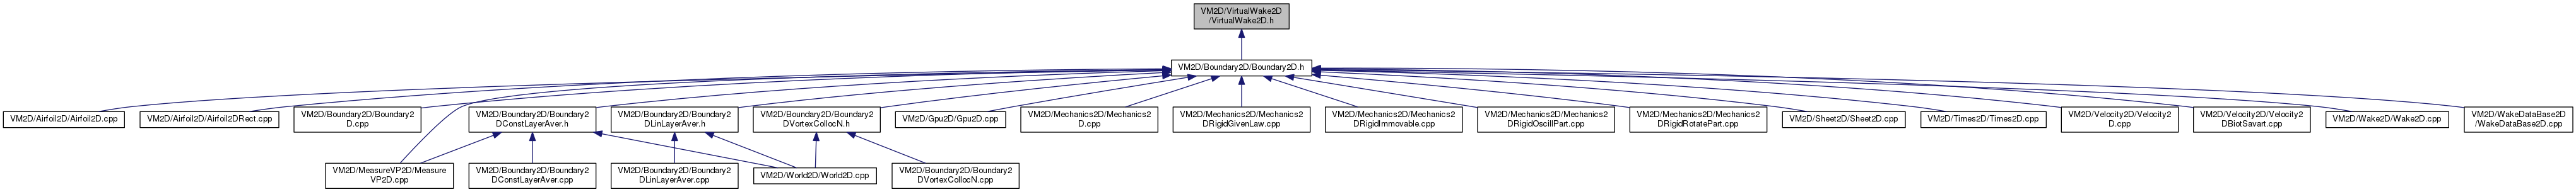 VM2D/VirtualWake2D
/VirtualWake2D.h
VM2D/Boundary2D/Boundary2D.h
VM2D/Airfoil2D/Airfoil2D.cpp
VM2D/Airfoil2D/Airfoil2DRect.cpp
VM2D/Boundary2D/Boundary2
D.cpp
VM2D/Boundary2D/Boundary2
DConstLayerAver.h
VM2D/Boundary2D/Boundary2
DLinLayerAver.h
VM2D/Boundary2D/Boundary2
DVortexCollocN.h
VM2D/Gpu2D/Gpu2D.cpp
VM2D/Mechanics2D/Mechanics2
D.cpp
VM2D/Mechanics2D/Mechanics2
DRigidGivenLaw.cpp
VM2D/Mechanics2D/Mechanics2
DRigidImmovable.cpp
VM2D/Mechanics2D/Mechanics2
DRigidOscillPart.cpp
VM2D/Mechanics2D/Mechanics2
DRigidRotatePart.cpp
VM2D/Sheet2D/Sheet2D.cpp
VM2D/Times2D/Times2D.cpp
VM2D/Velocity2D/Velocity2
D.cpp
VM2D/Velocity2D/Velocity2
DBiotSavart.cpp
VM2D/Wake2D/Wake2D.cpp
VM2D/WakeDataBase2D
/WakeDataBase2D.cpp
VM2D/MeasureVP2D/Measure
VP2D.cpp
VM2D/Boundary2D/Boundary2
DConstLayerAver.cpp
VM2D/Boundary2D/Boundary2
DLinLayerAver.cpp
VM2D/World2D/World2D.cpp
VM2D/Boundary2D/Boundary2
DVortexCollocN.cpp